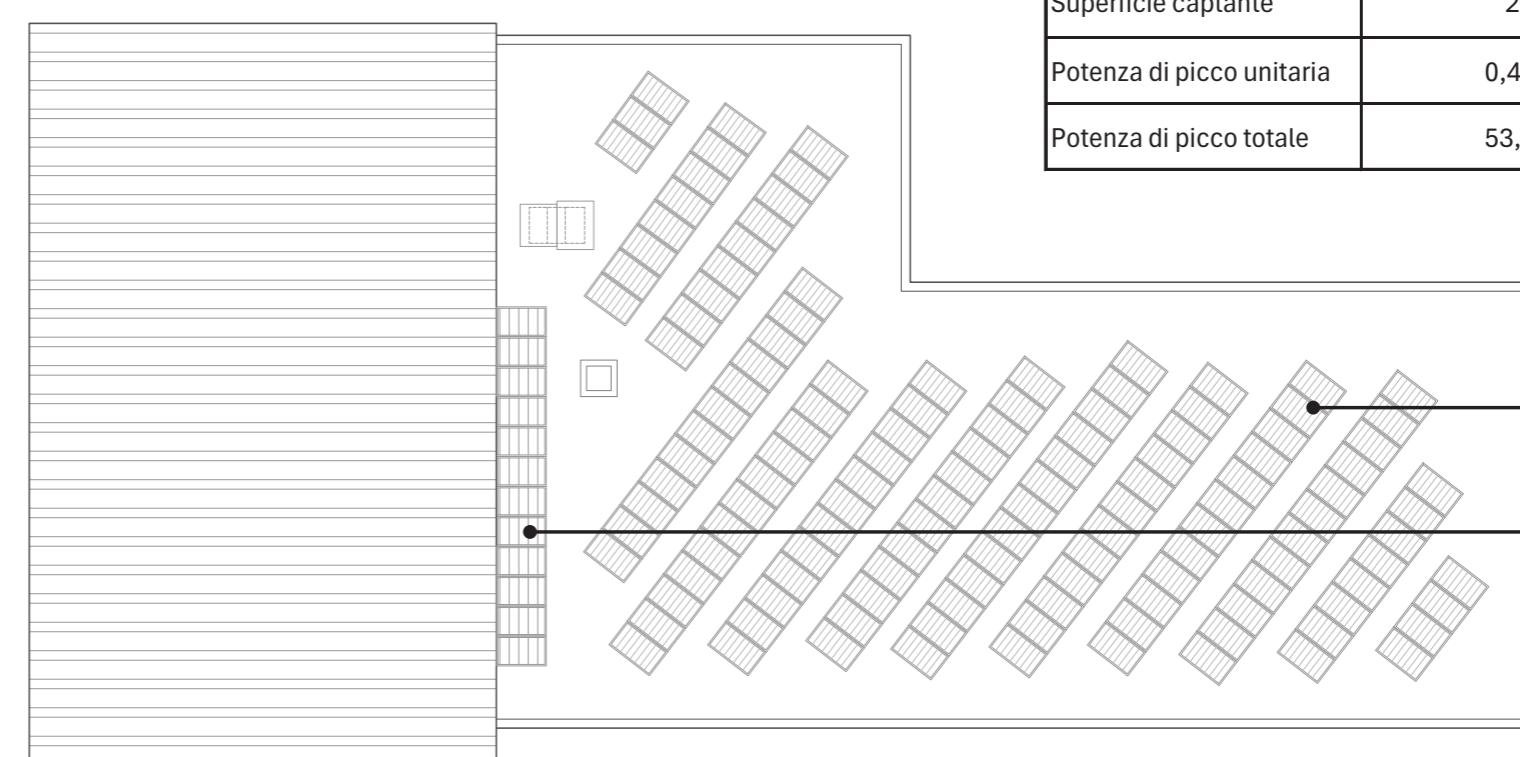 Superficie captante 2
Potenza di picco unitaria 0,4
Potenza di picco totale 53,